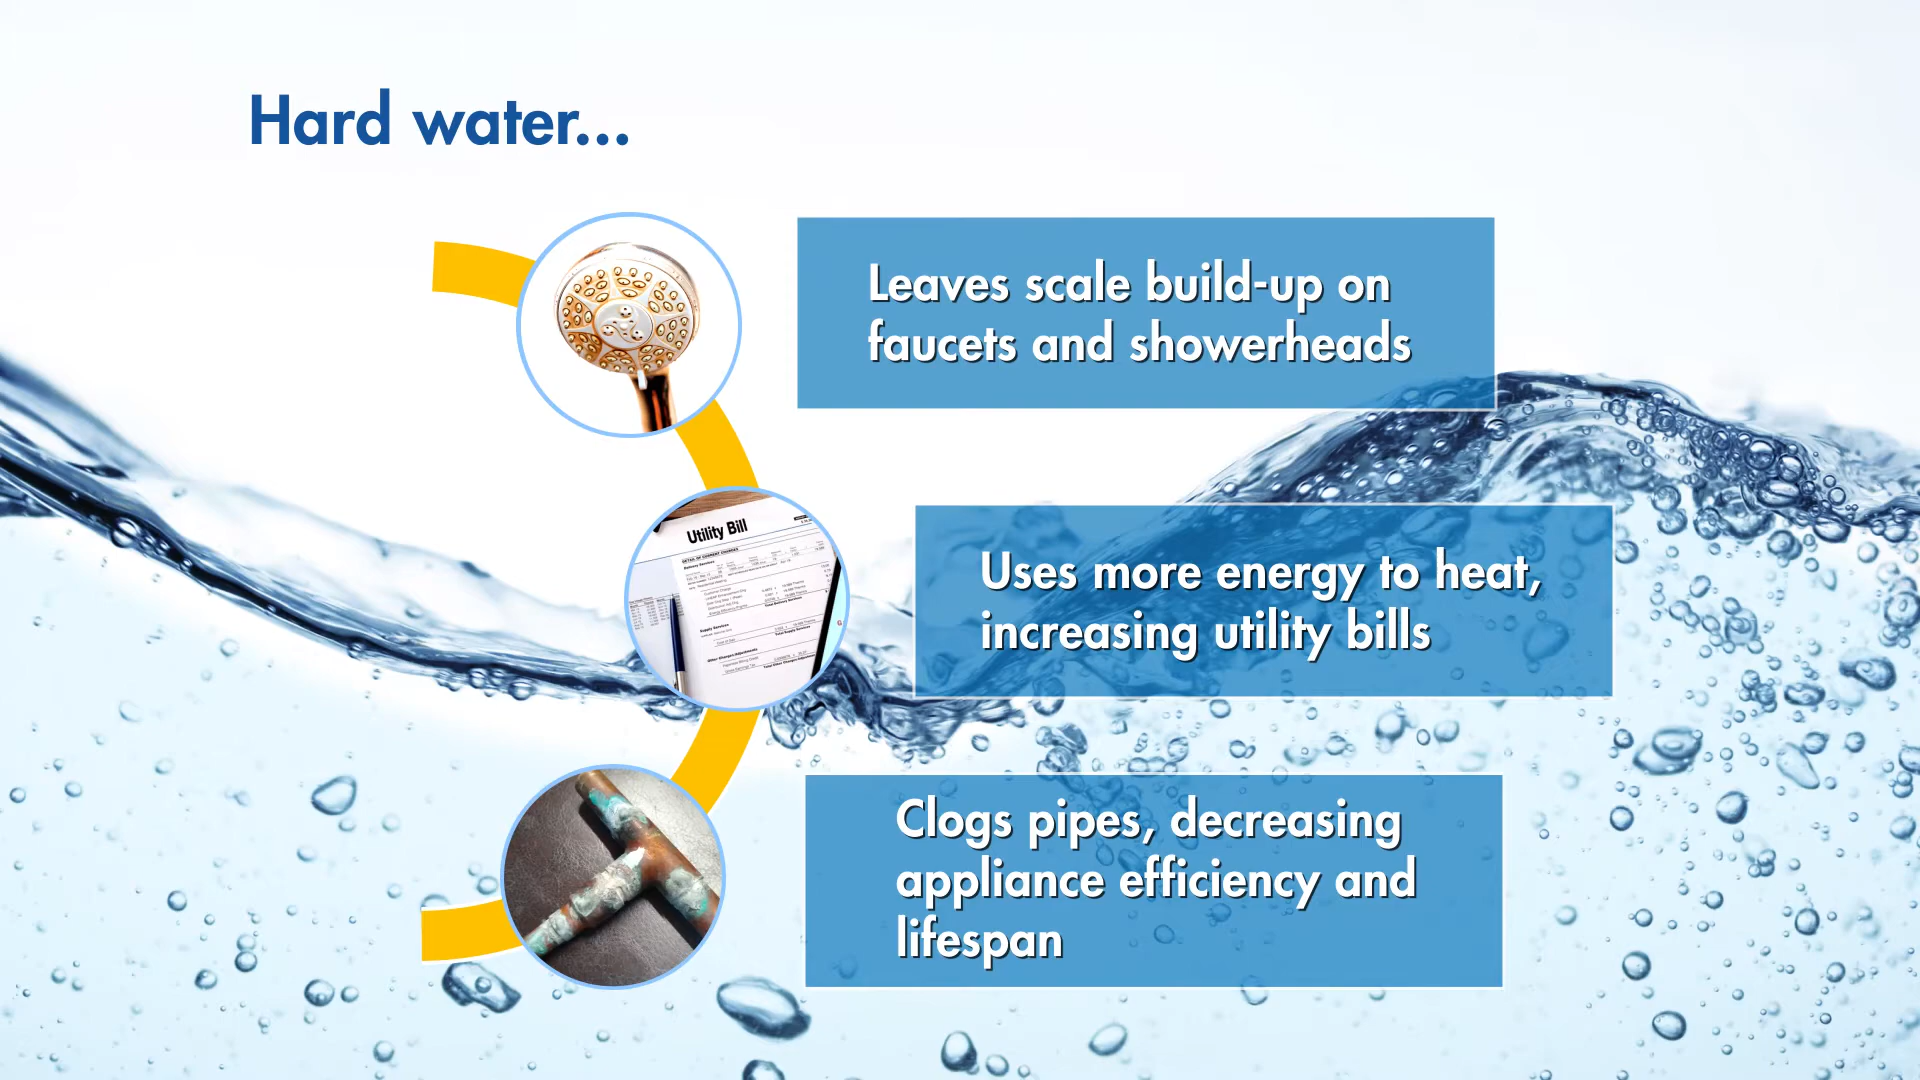 Hard water...
Leaves scale build-up on
faucets and showerheads
Utility Bill
Uses more energy to heat,
increasing utility bills
Clogs pipes, decreasing
appliance efficiency and
lifespan